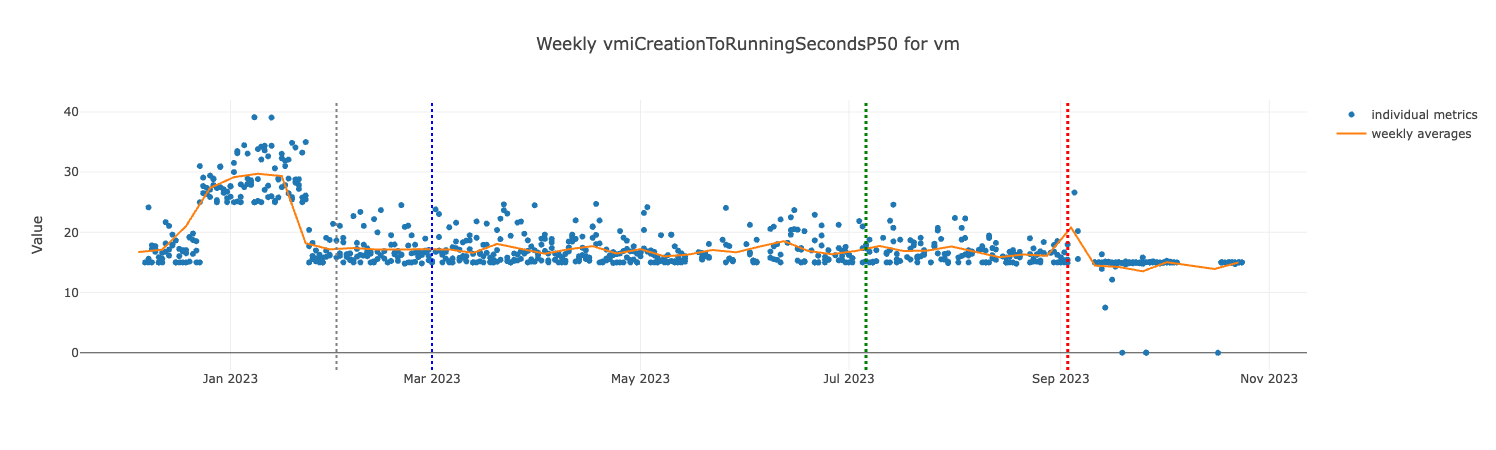 Weekly vmiCreationToRunningSecondsP50 for vm
individual metrics
weekly averages
Value
40
30
20
10
0
Jan 2023
Mar 2023
May 2023
Jul 2023
Sep 2023
Nov 2023